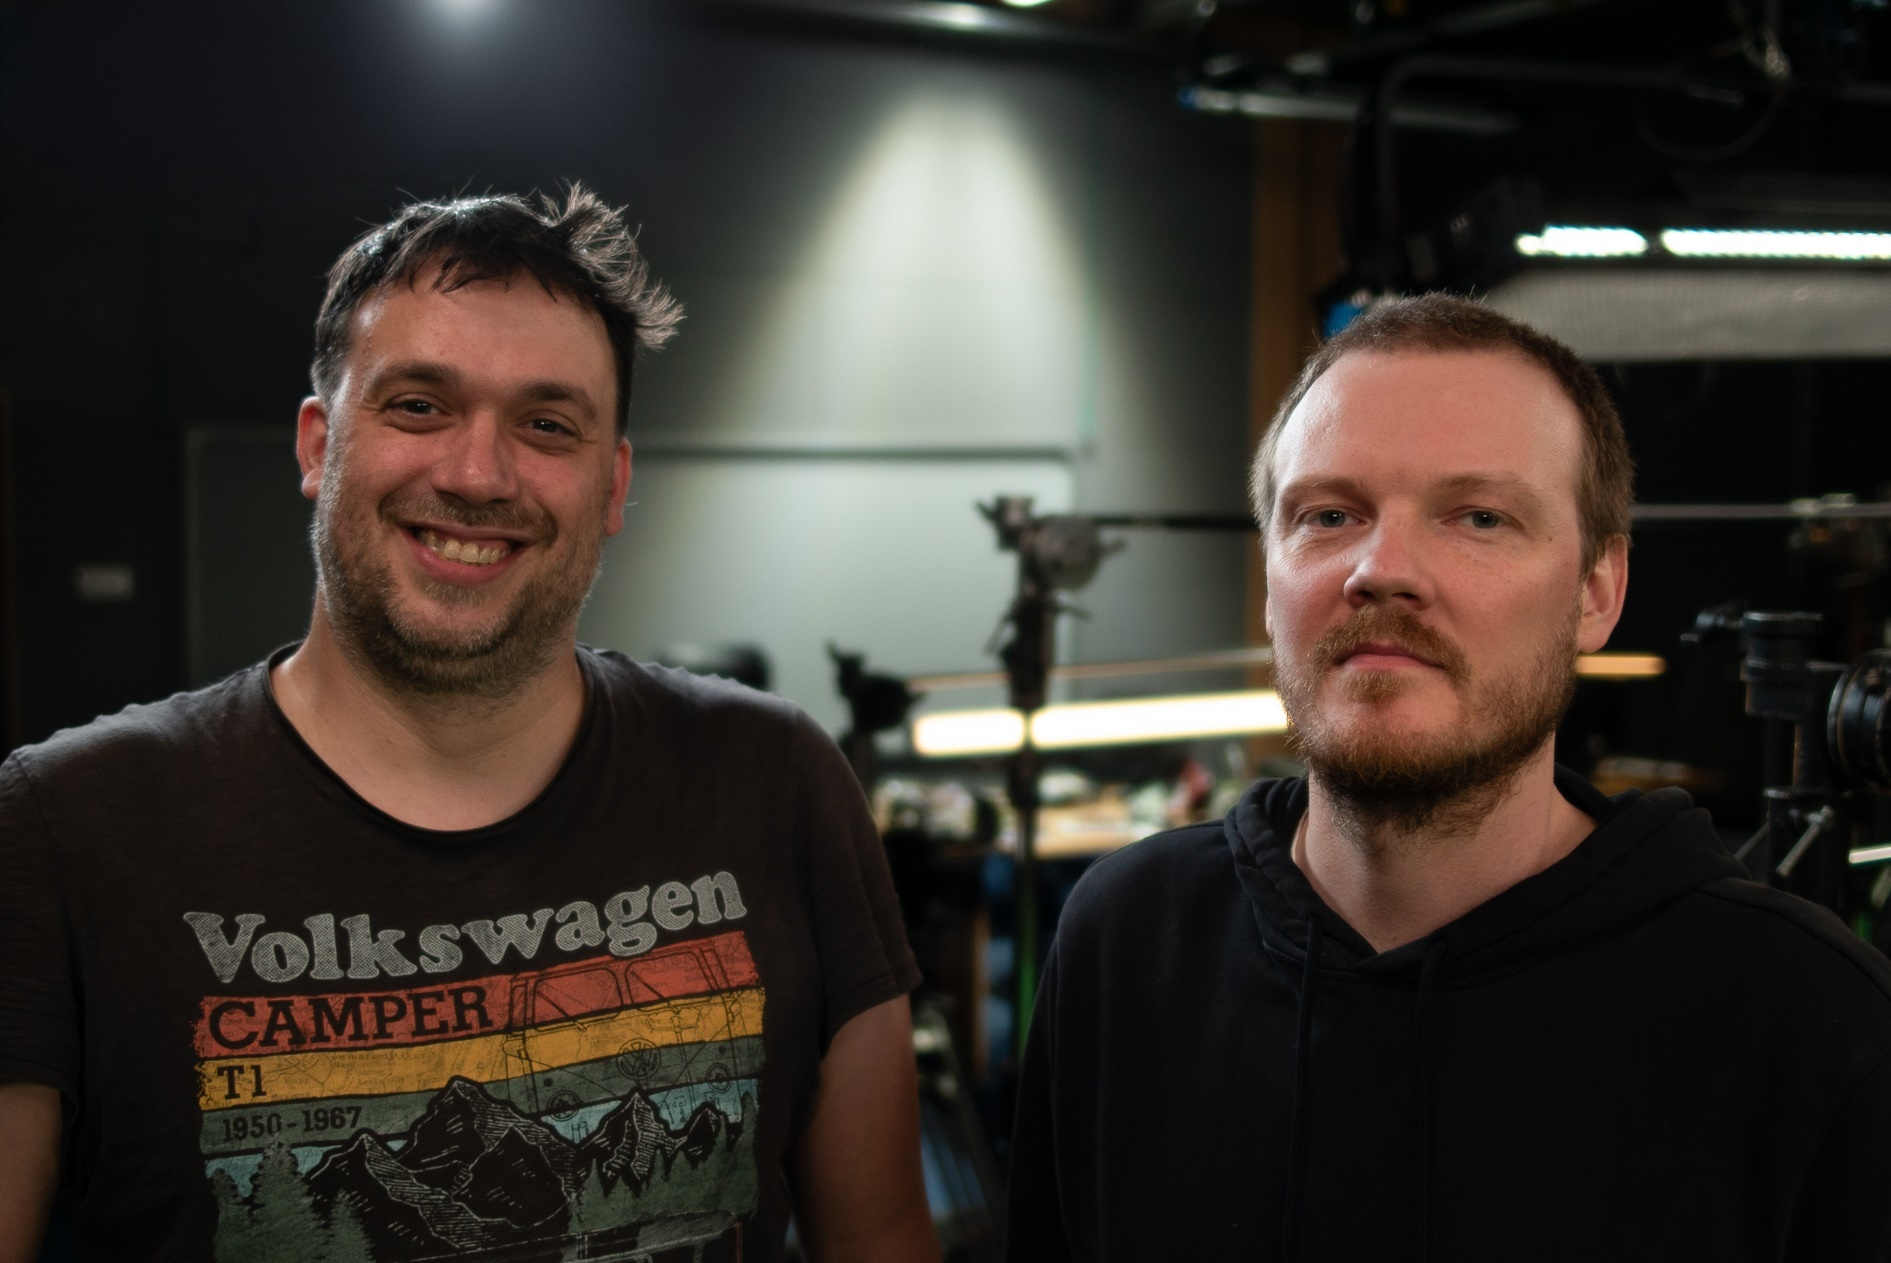 Volkswagen
CAMPER
T1
1950-1967